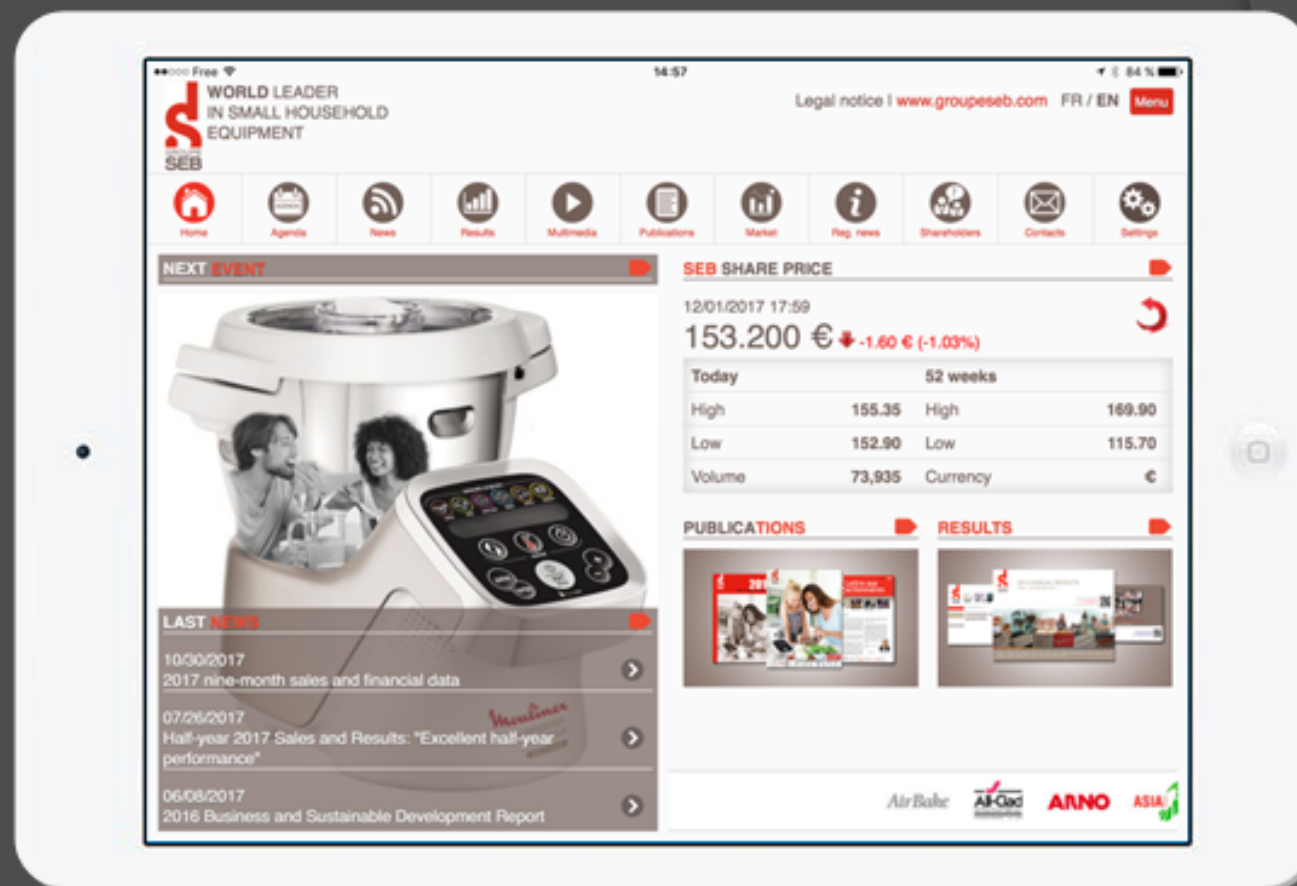 Free
14:57
84 %
WORLD LEADER
IN SMALL HOUSEHOLD
EQUIPMENT
GROUPE
SEB
Legal notice I www.groupeseb.com FR / EN Menu
Home Agenda News Results Multimedia Publications Market Reg. news Shareholders Contacts Settings
NEXT EVENT
SEB SHARE PRICE
12/01/2017 17:59
153.200 € -1.60 € (-1.03%)
Today 52 weeks
High 155.35 High 169.90
Low 152.90 Low 115.70
Volume 73,935 Currency €
Moulinex
LAST NEWS
10/30/2017
2017 nine-month sales and financial data
07/26/2017
Half-year 2017 Sales and Results: "Excellent half-year
performance"
06/08/2017
2016 Business and Sustainable Development Report
PUBLICATIONS
RESULTS
AirBake All-Clad ARNO ASIA